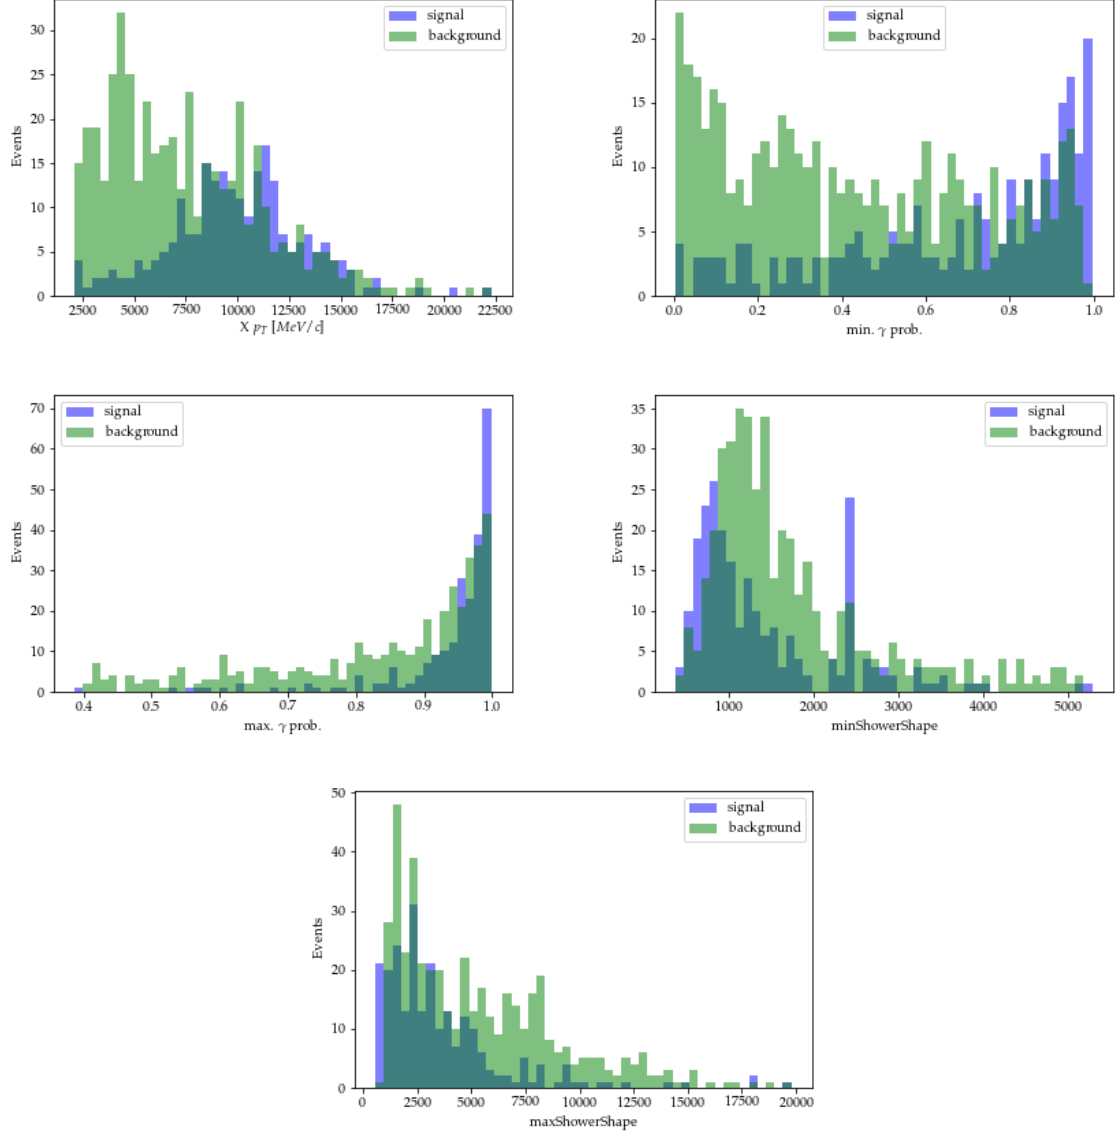 signal
background
30
25
20
15
10
5
0
Events
2500 5000 7500 10000 12500 15000 17500 20000 22500
X p_T [MeV/c]
signal
background
20
15
10
5
0
Events
0.0 0.2 0.4 0.6 0.8 1.0
min. γ prob.
signal
background
70
60
50
40
30
20
10
0
Events
0.4 0.5 0.6 0.7 0.8 0.9 1.0
max. γ prob.
signal
background
35
30
25
20
15
10
5
0
Events
1000 2000 3000 4000 5000
minShowerShape
signal
background
50
40
30
20
10
0
Events
0 2500 5000 7500 10000 12500 15000 17500 20000
maxShowerShape